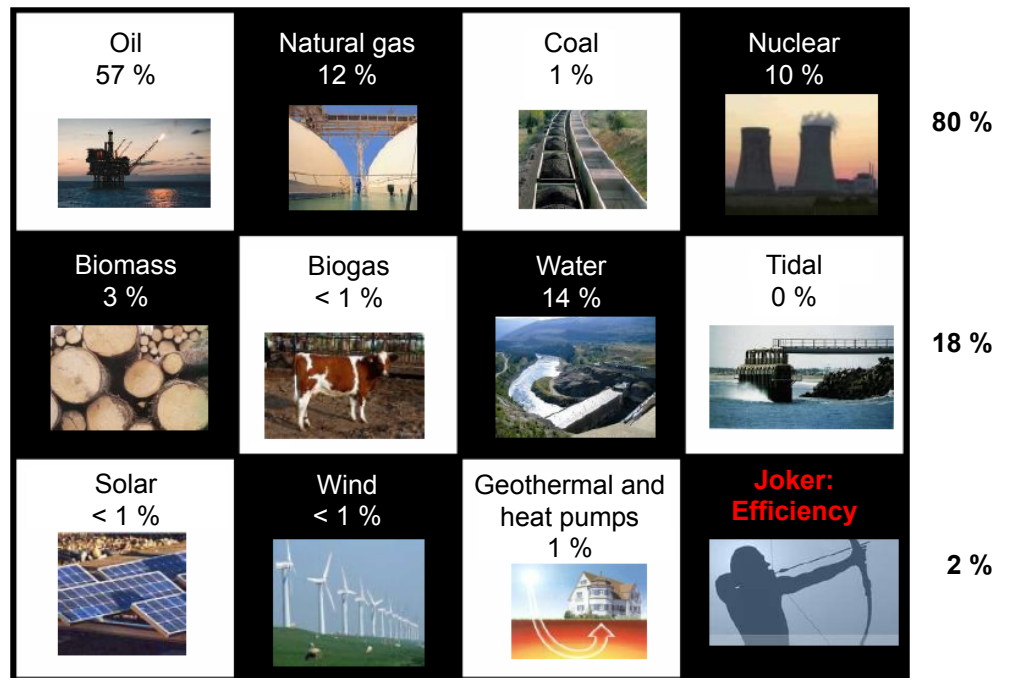 Oil
57 %
Natural gas
12 %
Coal
1 %
Nuclear
10 %
80 %
Biomass
3 %
Biogas
< 1 %
Water
14 %
Tidal
0 %
18 %
Solar
< 1 %
Wind
< 1 %
Geothermal and
heat pumps
1 %
Joker:
Efficiency
2 %